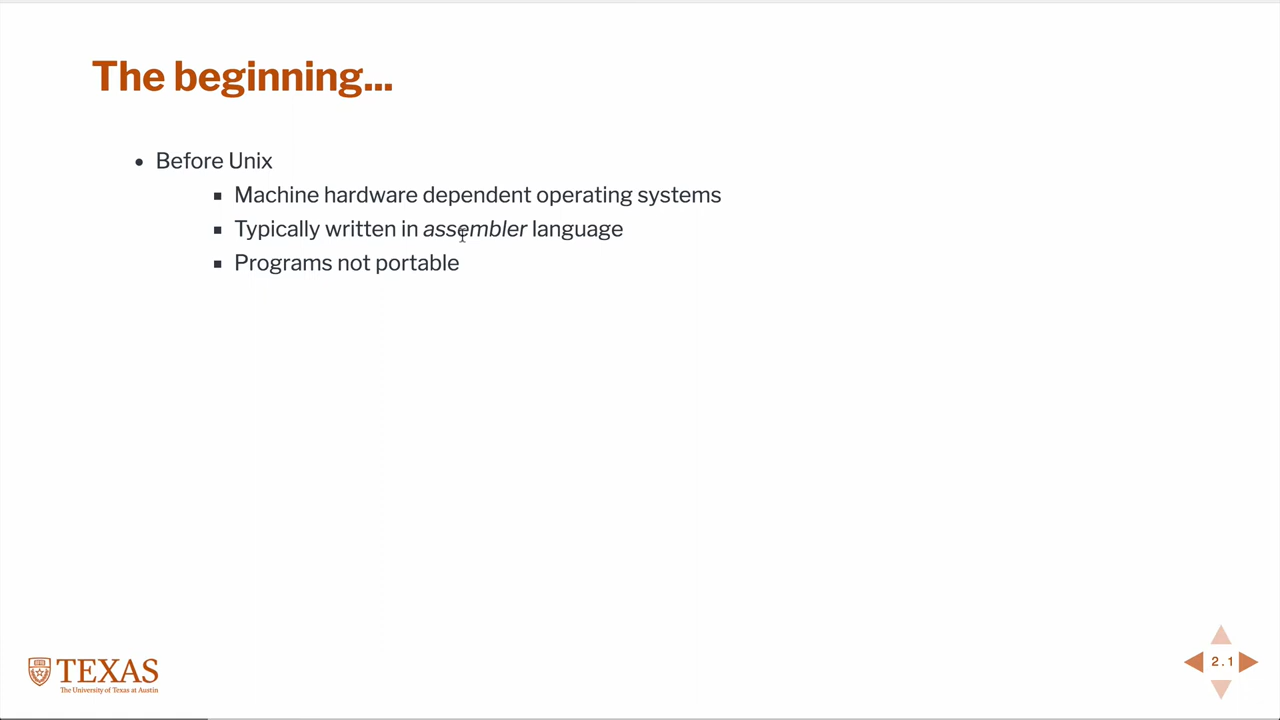 The beginning...
Before Unix
Machine hardware dependent operating systems
Typically written in assembler language
Programs not portable
TEXAS
The University of Texas at Austin
2.1